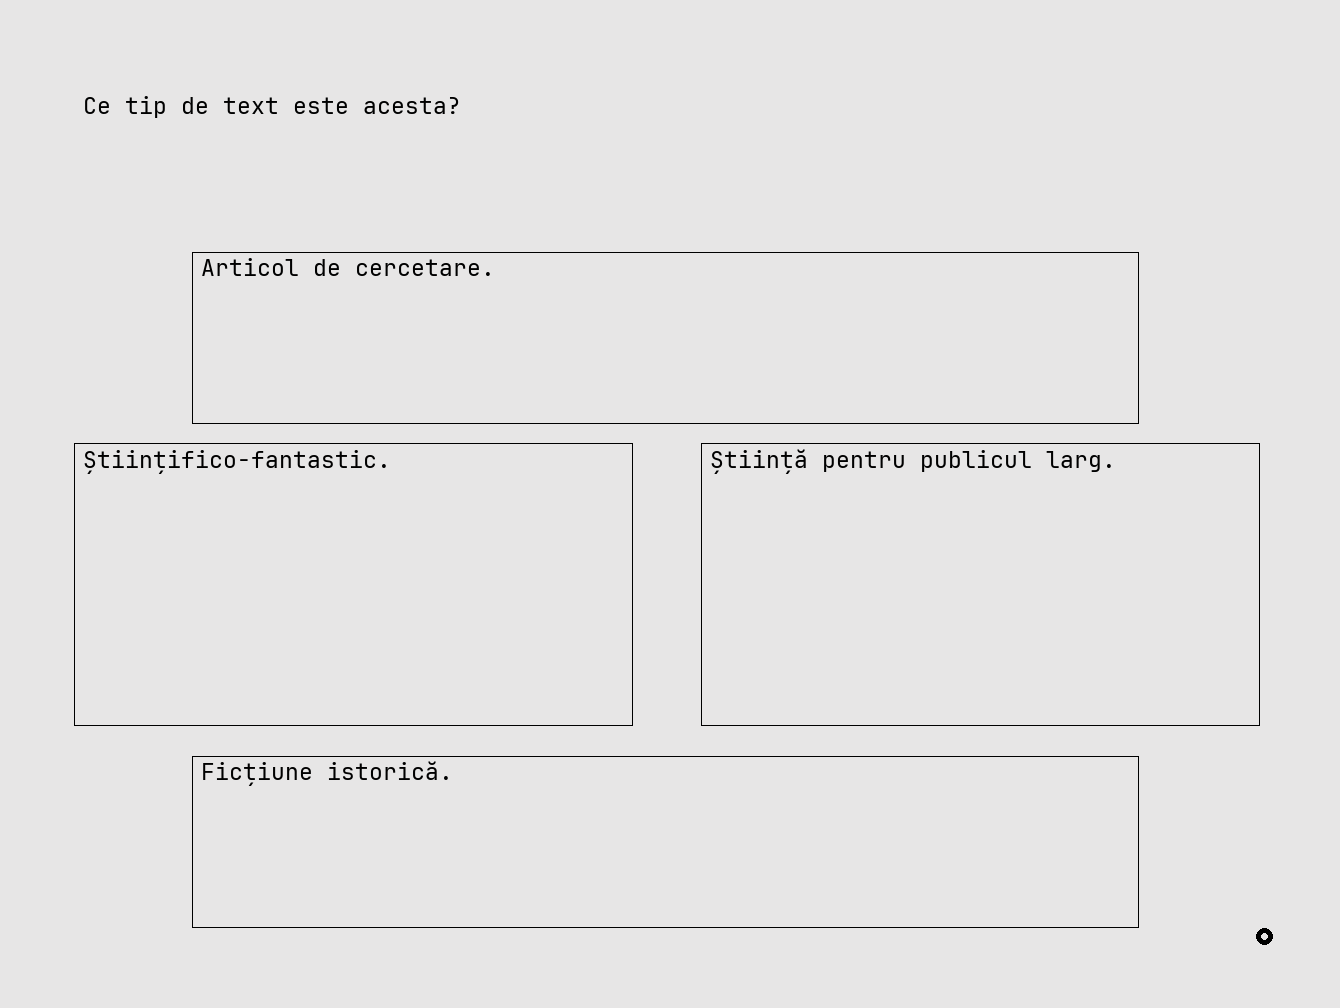 Ce tip de text este acesta?
Articol de cercetare.
Științifico-fantastic.
Știință pentru publicul larg.
Ficțiune istorică.